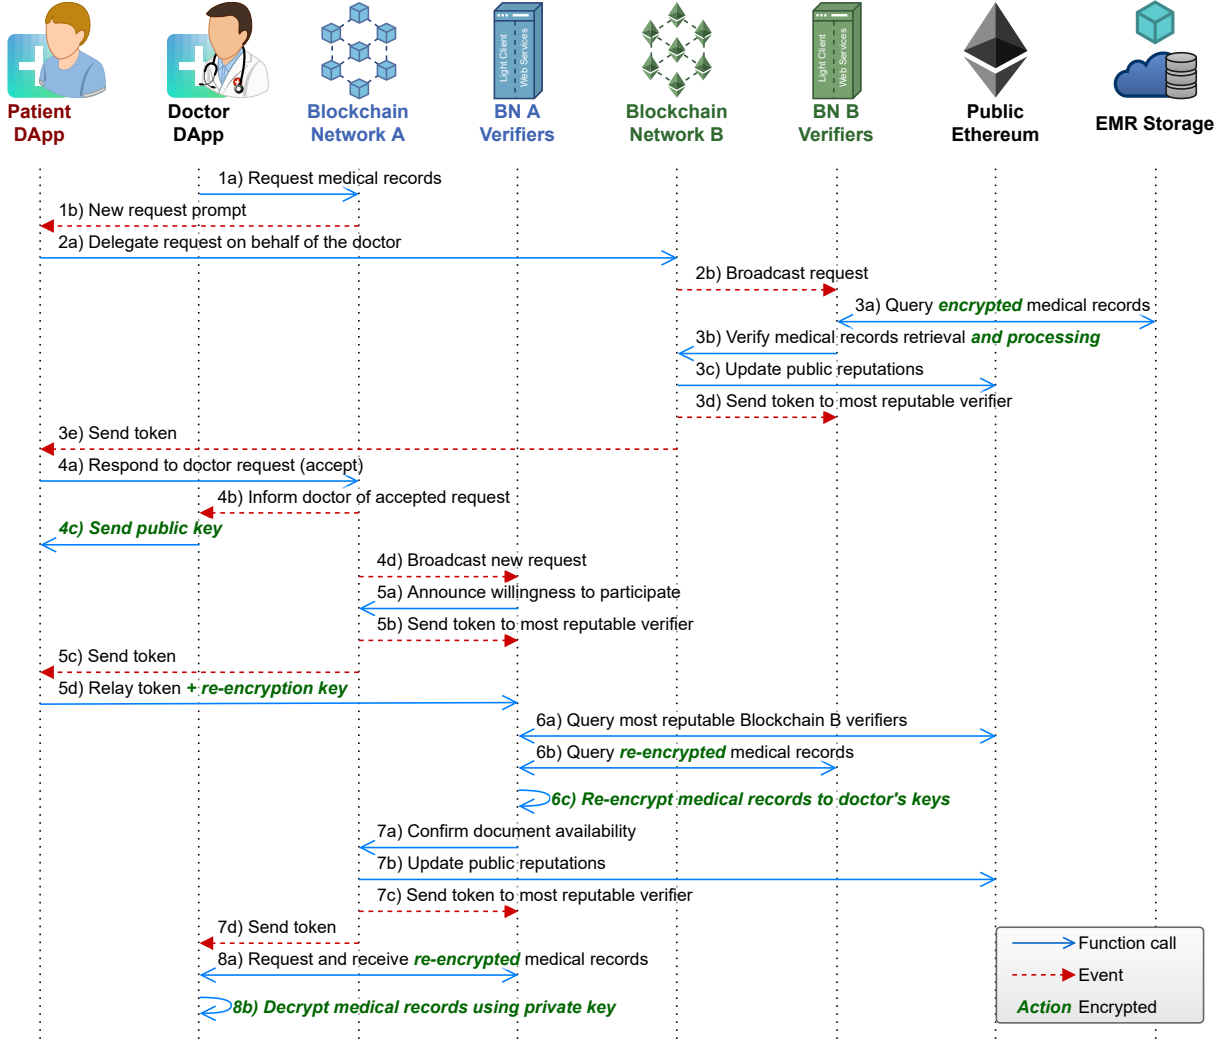 Light Client
Web Services
Light Client
Web Services
Patient
DApp
Doctor
DApp
Blockchain
Network A
BN A
Verifiers
Blockchain
Network B
BN B
Verifiers
Public
Ethereum
EMR Storage
1a) Request medical records
1b) New request prompt
2a) Delegate request on behalf of the doctor
2b) Broadcast request
3a) Query encrypted medical records
3b) Verify medical records retrieval and processing
3c) Update public reputations
3d) Send token to most reputable verifier
3e) Send token
4a) Respond to doctor request (accept)
4b) Inform doctor of accepted request
4c) Send public key
4d) Broadcast new request
5a) Announce willingness to participate
5b) Send token to most reputable verifier
5c) Send token
5d) Relay token + re-encryption key
6a) Query most reputable Blockchain B verifiers
6b) Query re-encrypted medical records
6c) Re-encrypt medical records to doctor's keys
7a) Confirm document availability
7b) Update public reputations
7c) Send token to most reputable verifier
7d) Send token
8a) Request and receive re-encrypted medical records
8b) Decrypt medical records using private key
Function call
Event
Action Encrypted